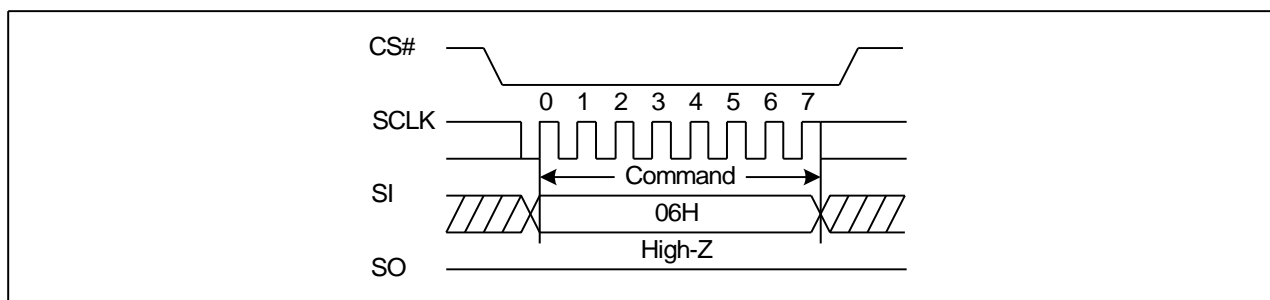 CS#
0 1 2 3 4 5 6 7
SCLK
Command
SI
06H
High-Z
SO